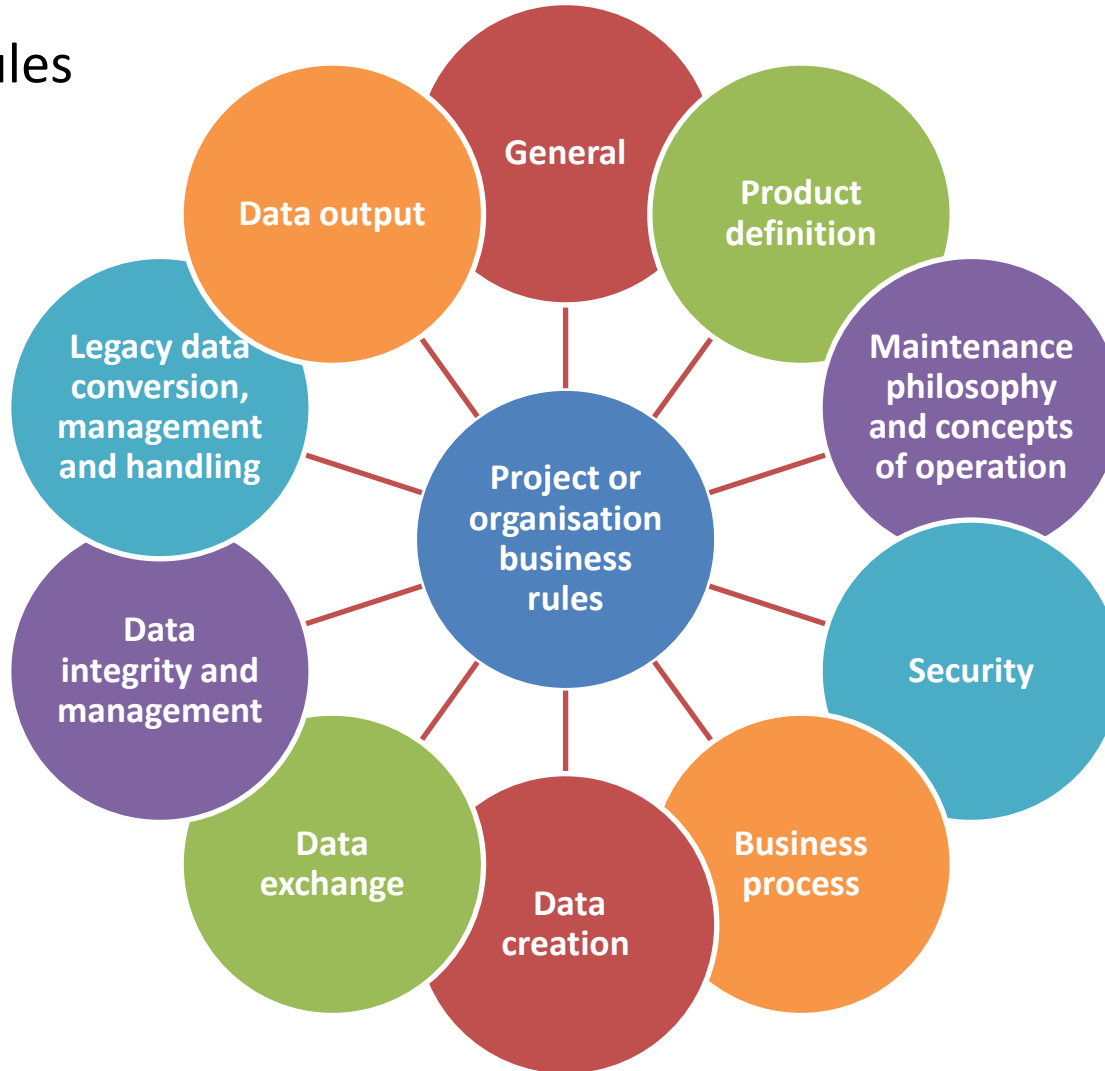 ules
General
Product
definition
Maintenance
philosophy
and concepts
of operation
Security
Business
process
Data
creation
Data
exchange
Data
integrity and
management
Legacy data
conversion,
management
and handling
Data output
Project or
organisation
business
rules